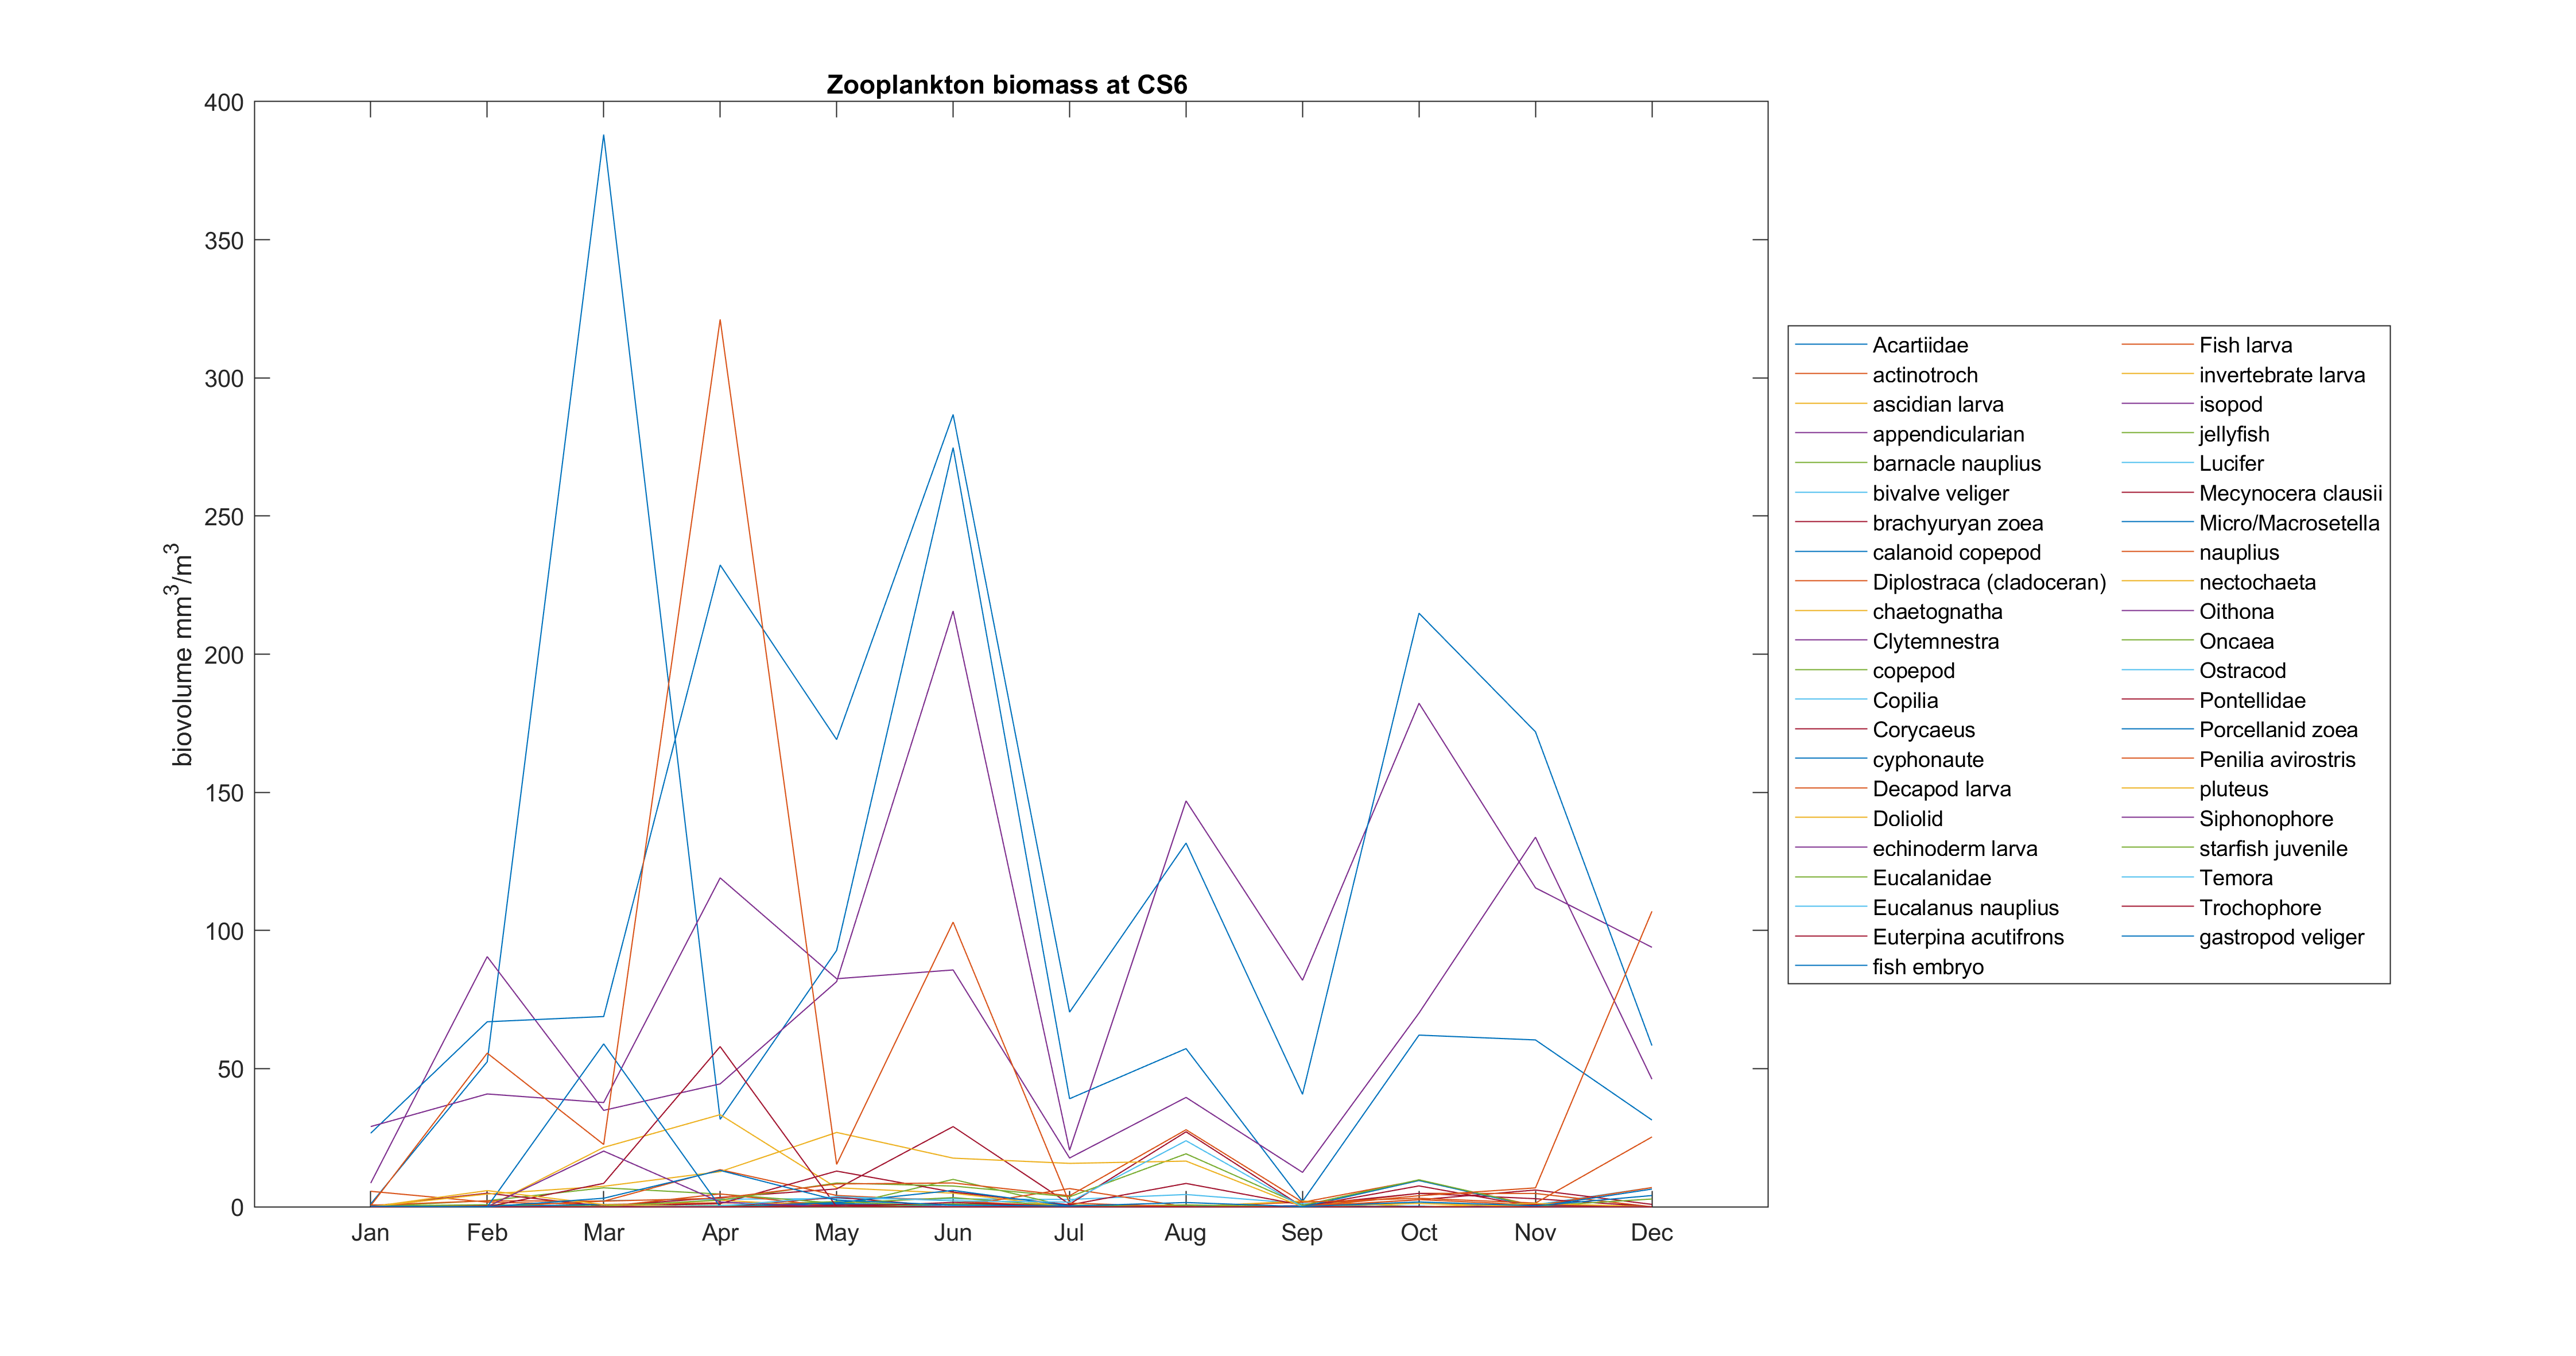 Zooplankton biomass at CS6
400
350
300
250
200
150
100
50
0
biovolume mm³/m³
Jan Feb Mar Apr May Jun Jul Aug Sep Oct Nov Dec
Acartiidae
actinotroch
ascidian larva
appendicularian
barnacle nauplius
bivalve veliger
brachyuryan zoea
calanoid copepod
Diplostraca (cladoceran)
chaetognatha
Clytemnestra
copepod
Copilia
Corycaeus
cyphonaute
Decapod larva
Doliolid
echinoderm larva
Eucalanidae
Eucalanus nauplius
Euterpina acutifrons
fish embryo
Fish larva
invertebrate larva
isopod
jellyfish
Lucifer
Mecynocera clausii
Micro/Macrosetella
nauplius
nectochaeta
Oithona
Oncaea
Ostracod
Pontellidae
Porcellanid zoea
Penilia avirostris
pluteus
Siphonophore
starfish juvenile
Temora
Trochophore
gastropod veliger